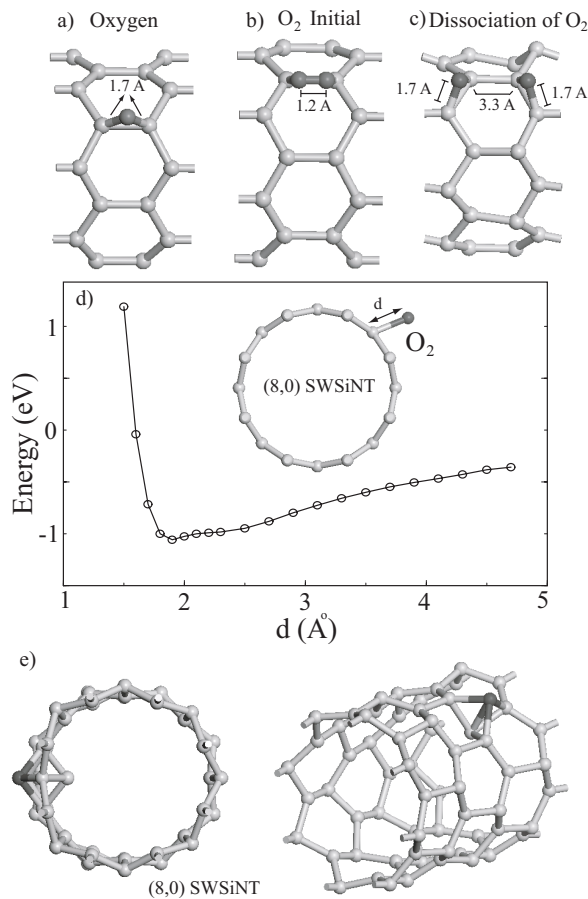 a) Oxygen
b) O₂ Initial
c) Dissociation of O₂
1.7 A
1.2 A
1.7 A
3.3 A
1.7 A
d)
d
O₂
(8,0) SWSiNT
Energy (eV)
1
0
-1
1
2
3
4
5
d (Å)
e)
(8,0) SWSiNT